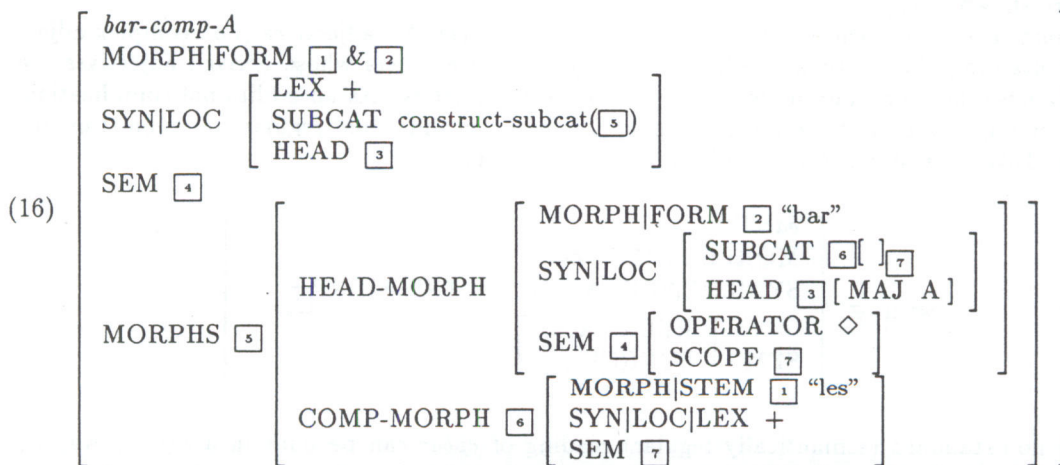 bar-comp-A
MORPH|FORM 1 & 2
LEX +
SYN|LOC SUBCAT construct-subcat(5)
HEAD 3
SEM 4
(16)
MORPH|FORM 2 “bar”
SUBCAT 6[ ]7
SYN|LOC
HEAD 3 [ MAJ A ]
HEAD-MORPH
OPERATOR ◇
SEM 4
SCOPE 7
MORPHS 5
MORPH|STEM 1 “les”
COMP-MORPH 6 SYN|LOC|LEX +
SEM 7